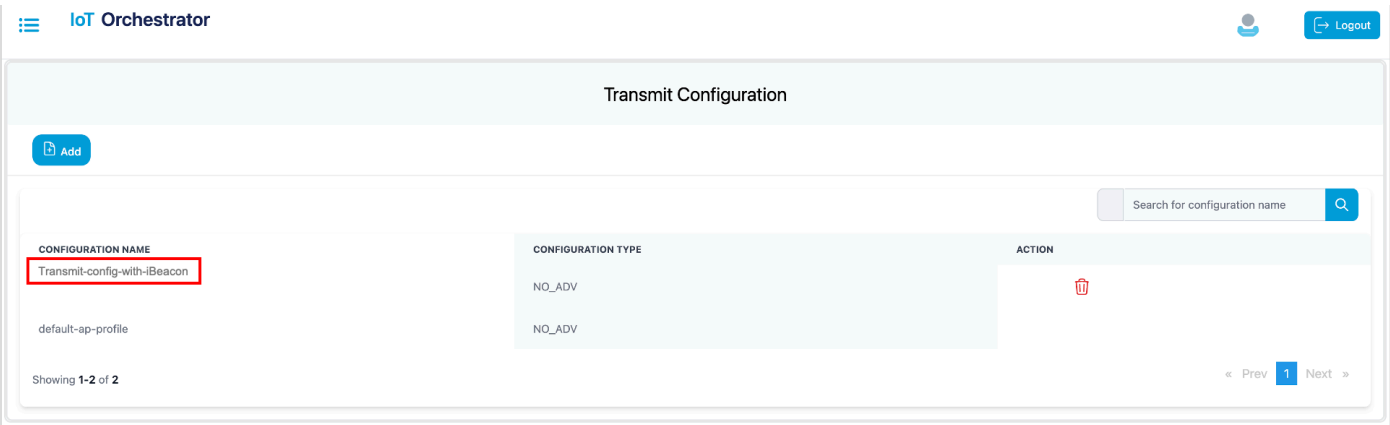 IoT Orchestrator
Logout
Transmit Configuration
Add
Search for configuration name
CONFIGURATION NAME CONFIGURATION TYPE ACTION
Transmit-config-with-iBeacon NO_ADV
default-ap-profile NO_ADV
Showing 1-2 of 2
« Prev 1 Next »